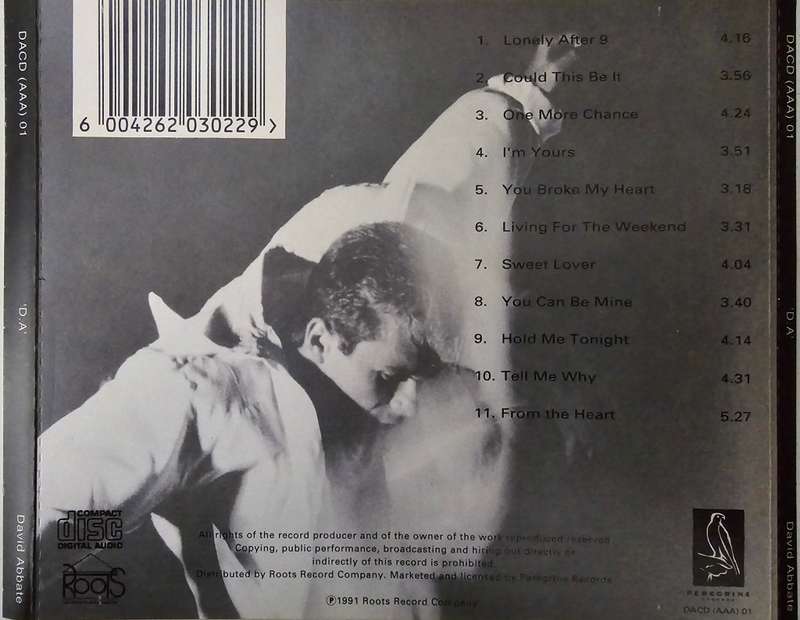 DACD (AAA) 01
'D.A'
David Abbate
6 004262 030229 >
1. Lonely After 9 4.16
2. Could This Be It 3.56
3. One More Chance 4.24
4. I'm Yours 3.51
5. You Broke My Heart 3.18
6. Living For The Weekend 3.31
7. Sweet Lover 4.04
8. You Can Be Mine 3.40
9. Hold Me Tonight 4.14
10. Tell Me Why 4.31
11. From the Heart 5.27
COMPACT
disc
DIGITAL AUDIO
ROOTS
All rights of the record producer and of the owner of the work reproduced reserved
Copying, public performance, broadcasting and hiring out directly or
indirectly of this record is prohibited
Distributed by Roots Record Company. Marketed and licensed by Peregrine Records
Ⓟ1991 Roots Record Company
PEREGRINE
RECORDS
DACD (AAA) 01
DACD (AAA) 01
'D.A'
David Abbate